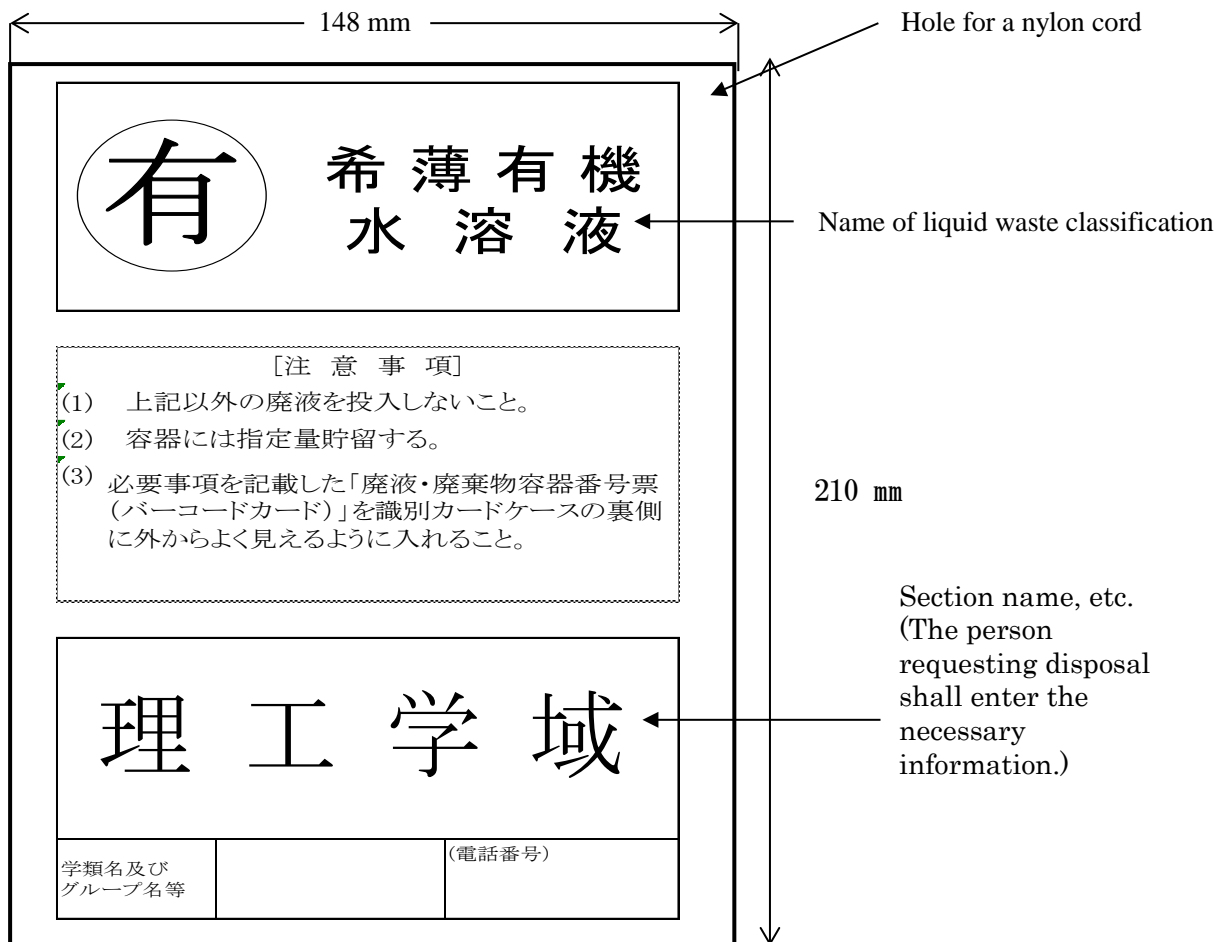 148 mm
Hole for a nylon cord
有
希薄有機
水溶液
Name of liquid waste classification
[注意事項]
(1) 上記以外の廃液を投入しないこと。
(2) 容器には指定量貯留する。
(3) 必要事項を記載した「廃液・廃棄物容器番号票
(バーコードカード)」を識別カードケースの裏側
に外からよく見えるように入れること。
210 mm
Section name, etc.
(The person
requesting disposal
shall enter the
necessary
information.)
理工学域
学類名及び
グループ名等
(電話番号)